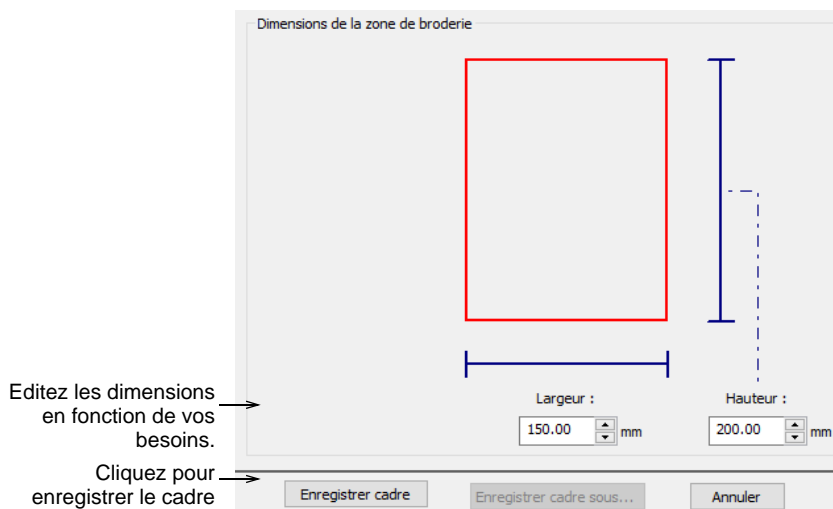 Dimensions de la zone de broderie
Editez les dimensions
en fonction de vos
besoins.
Largeur :
Hauteur :
150.00 mm
200.00 mm
Cliquez pour
enregistrer le cadre
Enregistrer cadre
Enregistrer cadre sous...
Annuler